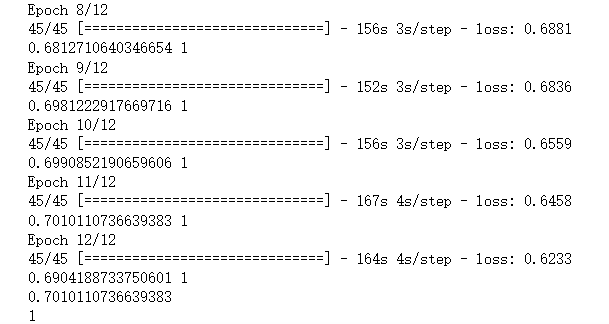 Epoch 8/12
45/45 [==============================] - 156s 3s/step - loss: 0.6881
0.6812710640346654 1
Epoch 9/12
45/45 [==============================] - 152s 3s/step - loss: 0.6836
0.6981222917669716 1
Epoch 10/12
45/45 [==============================] - 156s 3s/step - loss: 0.6559
0.6990852190659606 1
Epoch 11/12
45/45 [==============================] - 167s 4s/step - loss: 0.6458
0.7010110736639383 1
Epoch 12/12
45/45 [==============================] - 164s 4s/step - loss: 0.6233
0.6904188733750601 1
0.7010110736639383
1